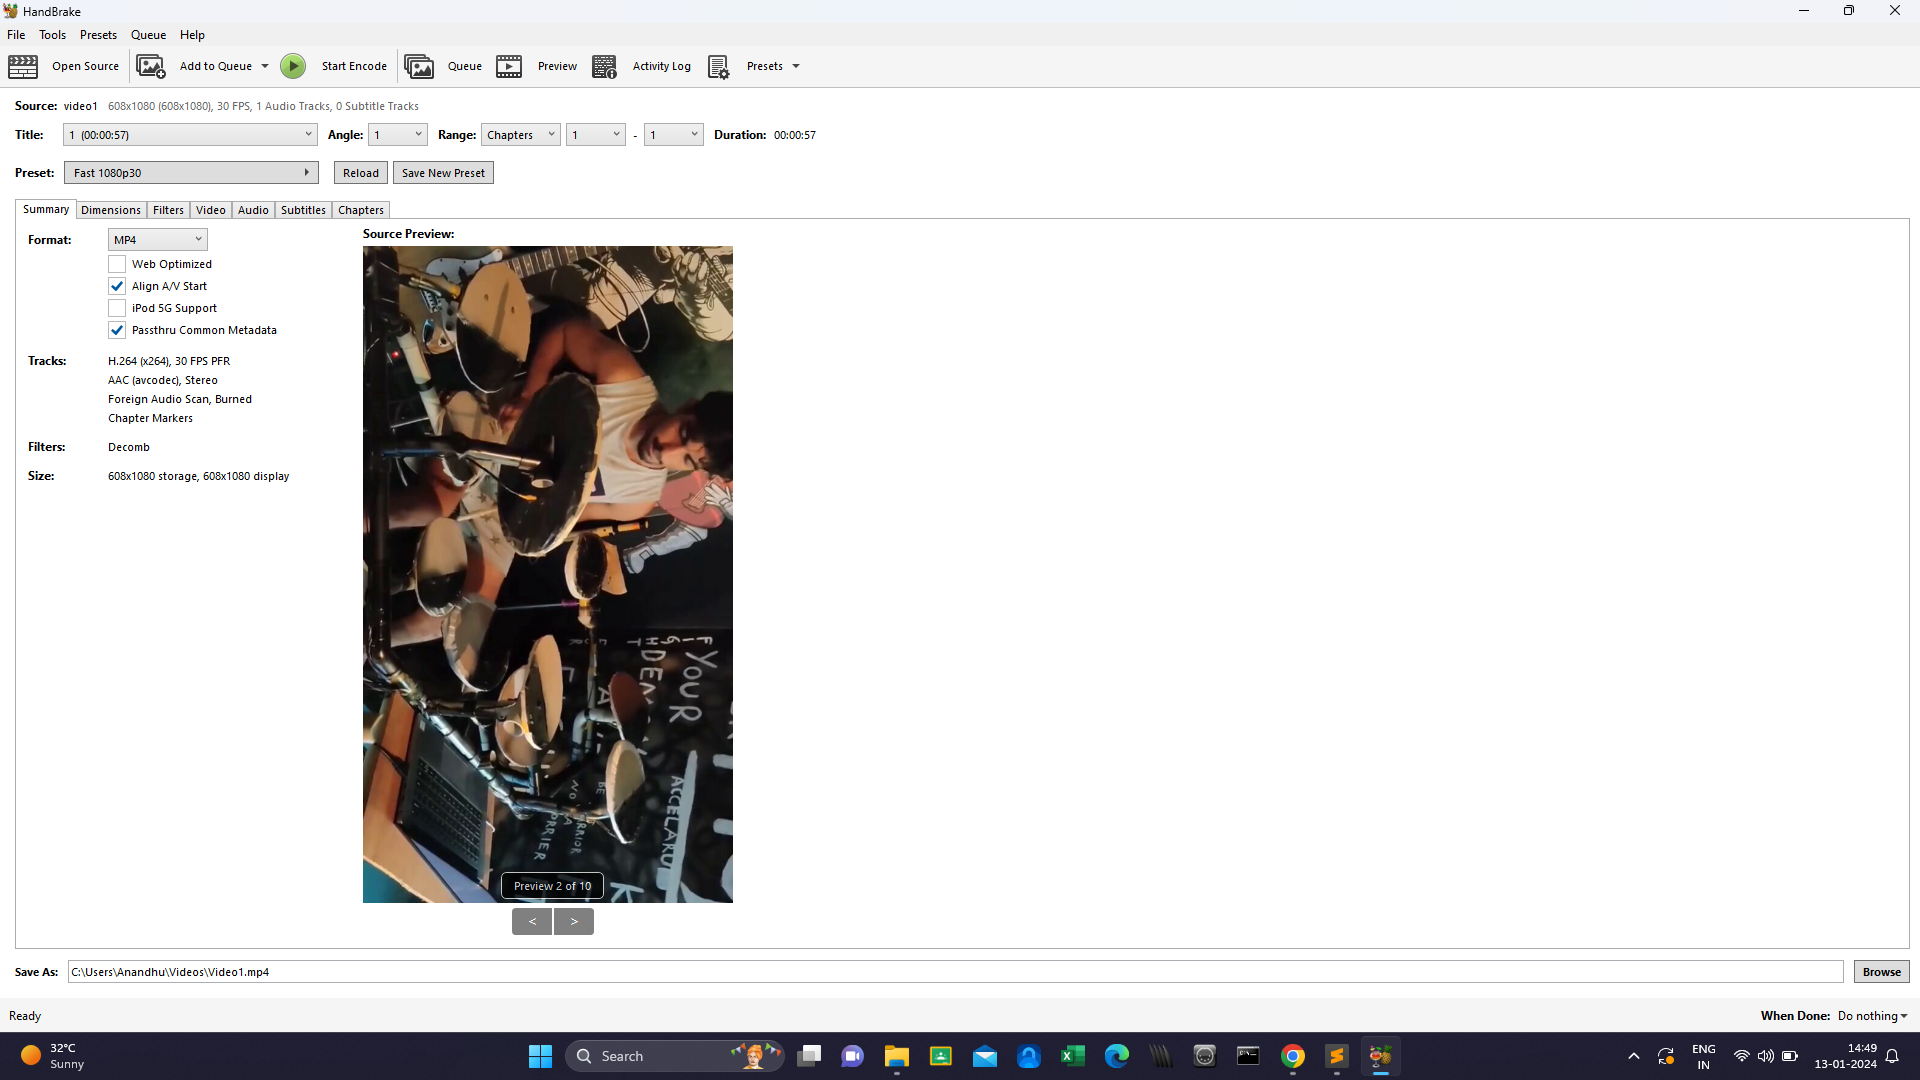 HandBrake
File Tools Presets Queue Help
Open Source Add to Queue Start Encode Queue Preview Activity Log Presets
Source: video1 608x1080 (608x1080), 30 FPS, 1 Audio Tracks, 0 Subtitle Tracks
Title: 1 (00:00:57) Angle: 1 Range: Chapters 1 - 1 Duration: 00:00:57
Preset: Fast 1080p30 Reload Save New Preset
Summary Dimensions Filters Video Audio Subtitles Chapters
Format: MP4
Web Optimized
Align A/V Start
iPod 5G Support
Passthru Common Metadata
Tracks: H.264 (x264), 30 FPS PFR
AAC (avcodec), Stereo
Foreign Audio Scan, Burned
Chapter Markers
Filters: Decomb
Size: 608x1080 storage, 608x1080 display
Source Preview:
FIGHT
YOUR
BE
NO
A
Preview 2 of 10
< >
Save As: C:\Users\Anandhu\Videos\Video1.mp4 Browse
Ready When Done: Do nothing
32°C
Sunny
Search
ENG
IN
14:49
13-01-2024